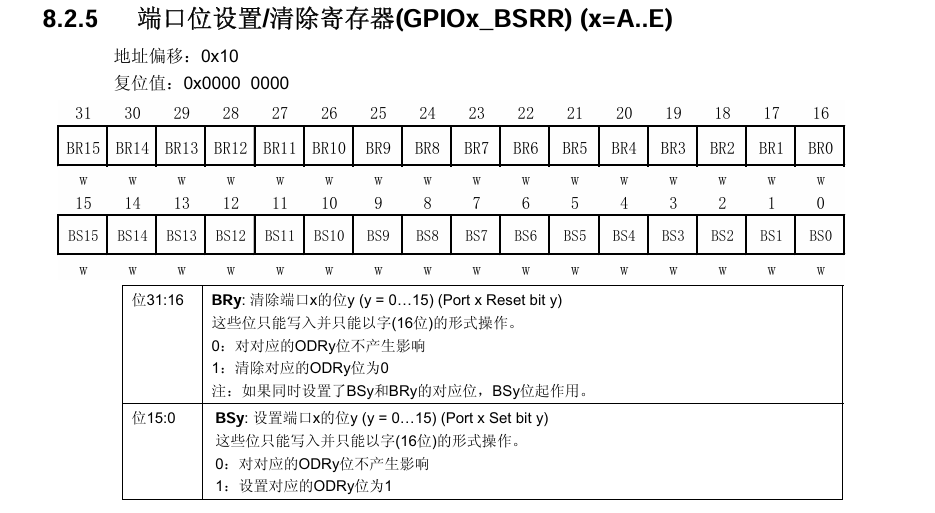 8.2.5 端口位设置/清除寄存器(GPIOx_BSRR) (x=A..E)
地址偏移：0x10
复位值：0x0000 0000
31 30 29 28 27 26 25 24 23 22 21 20 19 18 17 16
BR15 BR14 BR13 BR12 BR11 BR10 BR9 BR8 BR7 BR6 BR5 BR4 BR3 BR2 BR1 BR0
w w w w w w w w w w w w w w w w
15 14 13 12 11 10 9 8 7 6 5 4 3 2 1 0
BS15 BS14 BS13 BS12 BS11 BS10 BS9 BS8 BS7 BS6 BS5 BS4 BS3 BS2 BS1 BS0
w w w w w w w w w w w w w w w w
位31:16 BRy: 清除端口x的位y (y = 0…15) (Port x Reset bit y)
这些位只能写入并只能以字(16位)的形式操作。
0：对对应的ODRy位不产生影响
1：清除对应的ODRy位为0
注：如果同时设置了BSy和BRy的对应位，BSy位起作用。
位15:0 BSy: 设置端口x的位y (y = 0…15) (Port x Set bit y)
这些位只能写入并只能以字(16位)的形式操作。
0：对对应的ODRy位不产生影响
1：设置对应的ODRy位为1